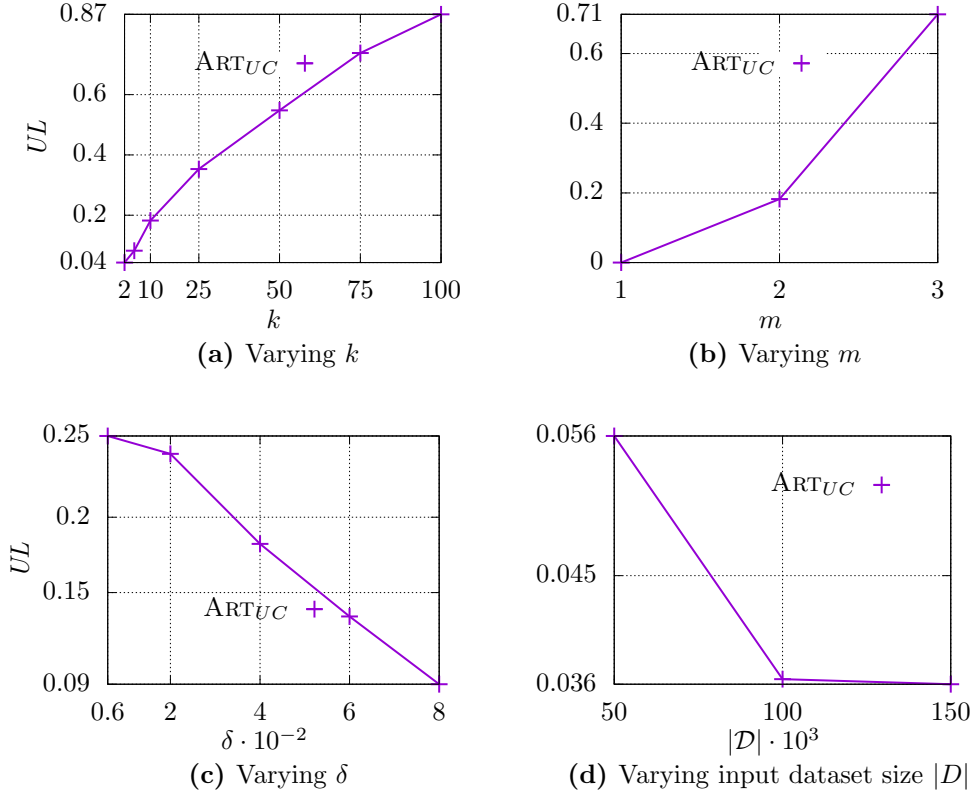 0.87
0.6
0.4
0.2
0.04
UL
ART_UC
2 10 25 50 75 100
k
(a) Varying k
0.71
0.6
0.4
0.2
0
ART_UC
1 2 3
m
(b) Varying m
0.25
0.2
0.15
0.09
UL
ART_UC
0.6 2 4 6 8
δ · 10⁻²
(c) Varying δ
0.056
0.045
0.036
ART_UC
50 100 150
|𝒟| · 10³
(d) Varying input dataset size |D|